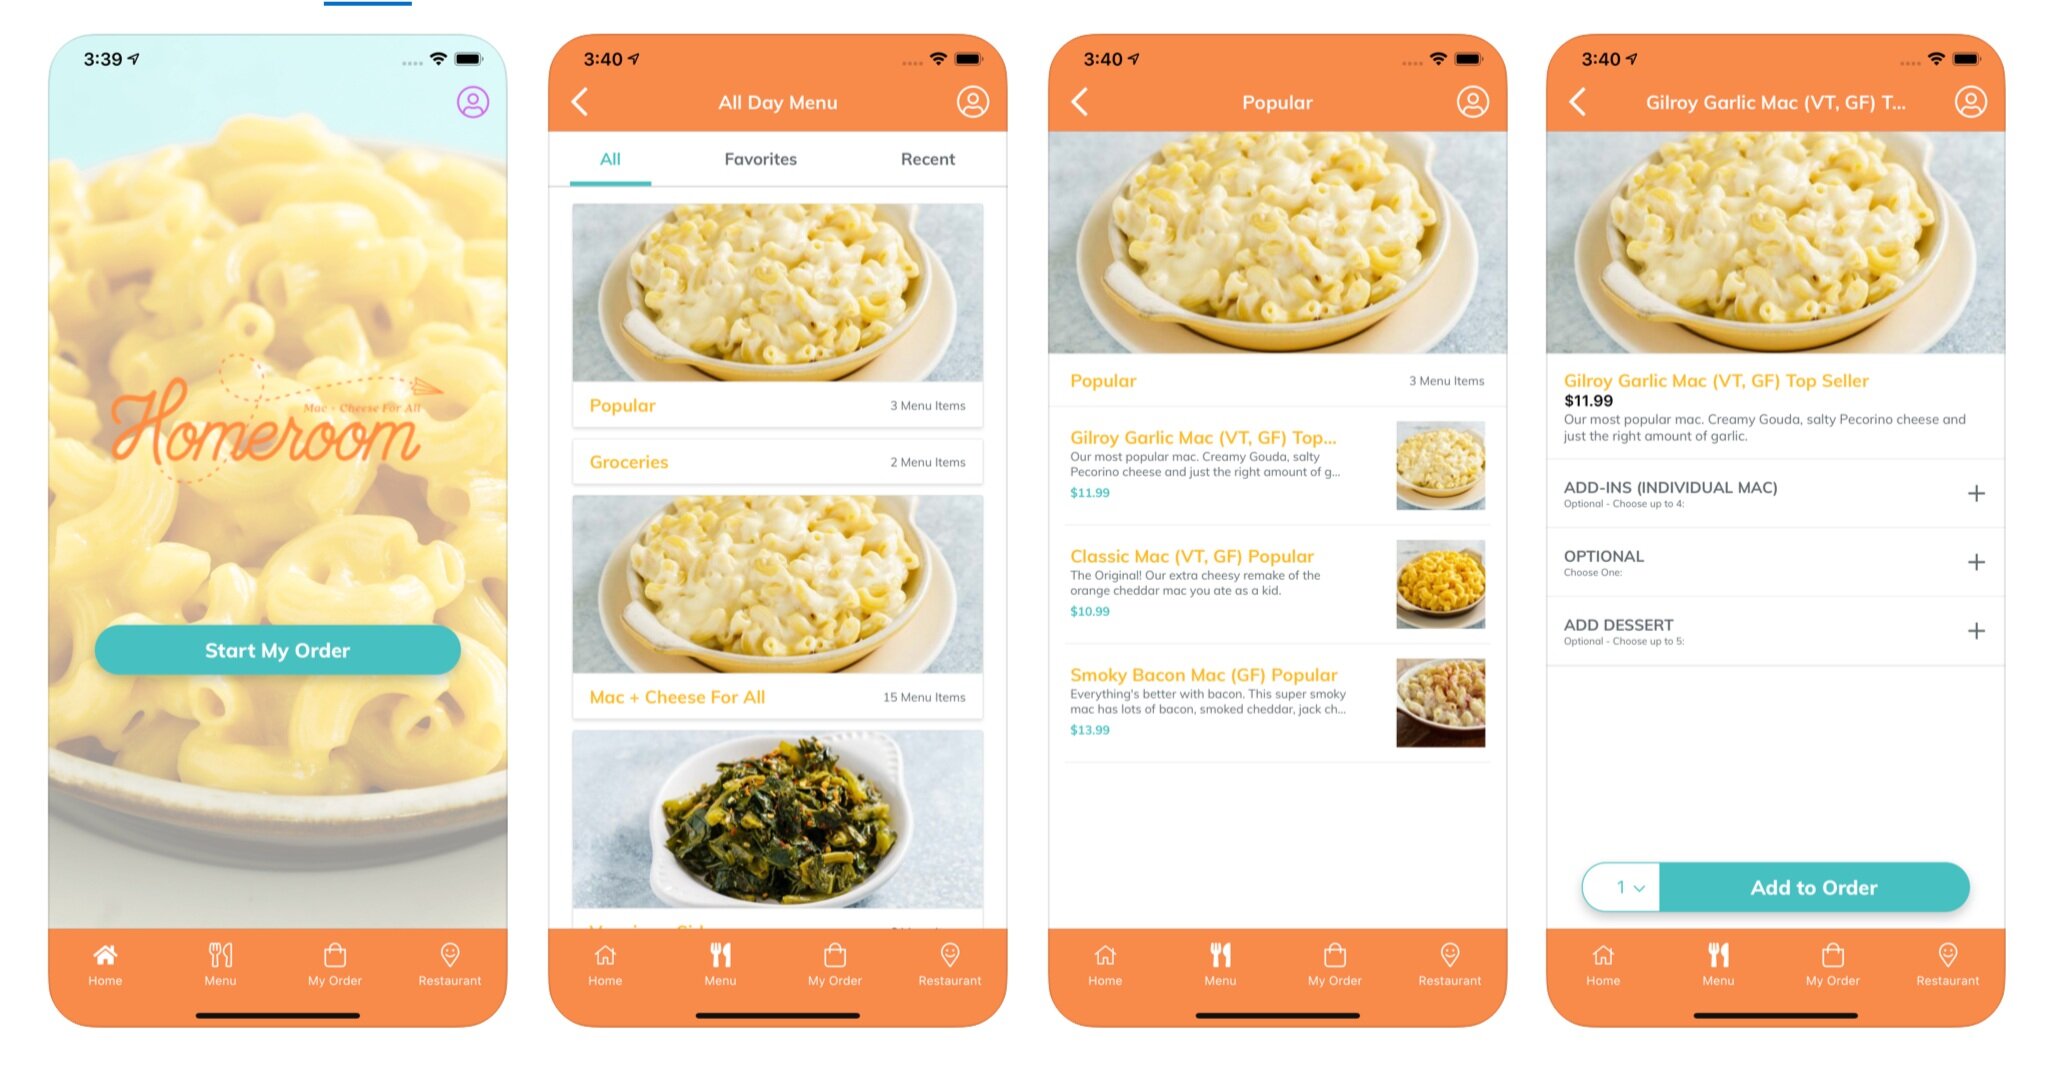 3:39
Homeroom
Mac + Cheese For All
Start My Order
Home
Menu
My Order
Restaurant
3:40
All Day Menu
All
Favorites
Recent
Popular
3 Menu Items
Groceries
2 Menu Items
Mac + Cheese For All
15 Menu Items
Home
Menu
My Order
Restaurant
3:40
Popular
Popular
3 Menu Items
Gilroy Garlic Mac (VT, GF) Top...
Our most popular mac. Creamy Gouda, salty
Pecorino cheese and just the right amount of g...
$11.99
Classic Mac (VT, GF) Popular
The Original! Our extra cheesy remake of the
orange cheddar mac you ate as a kid.
$10.99
Smoky Bacon Mac (GF) Popular
Everything's better with bacon. This super smoky
mac has lots of bacon, smoked cheddar, jack ch...
$13.99
Home
Menu
My Order
Restaurant
3:40
Gilroy Garlic Mac (VT, GF) T...
Gilroy Garlic Mac (VT, GF) Top Seller
$11.99
Our most popular mac. Creamy Gouda, salty Pecorino cheese and
just the right amount of garlic.
ADD-INS (INDIVIDUAL MAC)
Optional - Choose up to 4:
OPTIONAL
Choose One:
ADD DESSERT
Optional - Choose up to 5:
1
Add to Order
Home
Menu
My Order
Restaurant